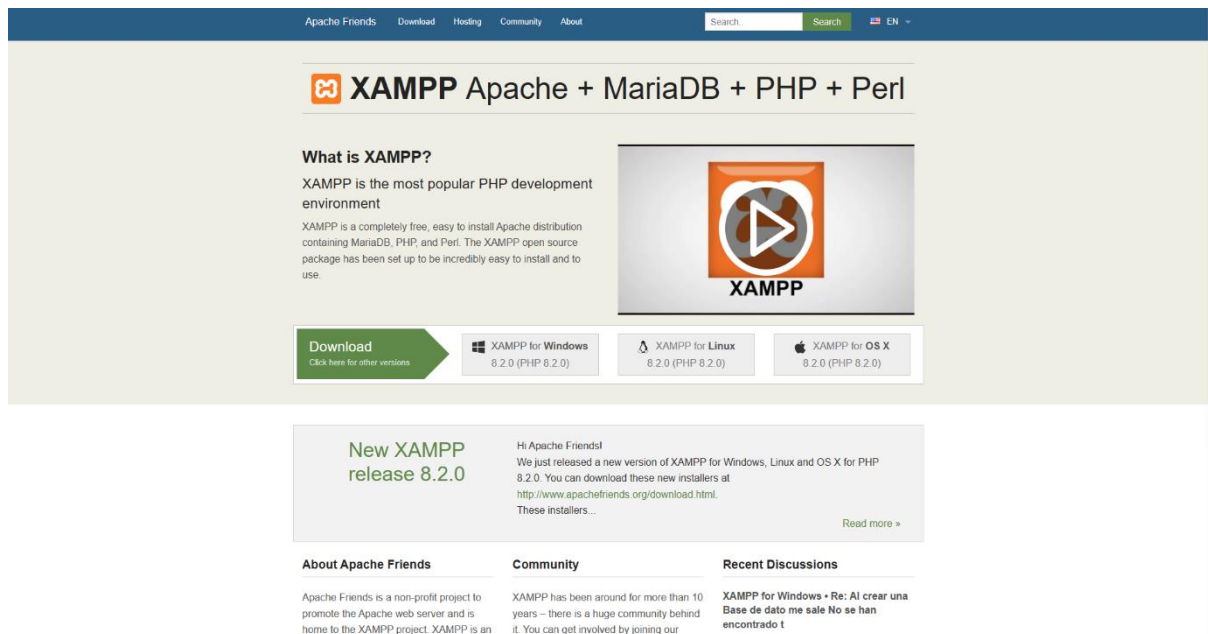 Apache Friends Download Hosting Community About Search... Search EN
XAMPP Apache + MariaDB + PHP + Perl
What is XAMPP?
XAMPP is the most popular PHP development
environment
XAMPP is a completely free, easy to install Apache distribution
containing MariaDB, PHP, and Perl. The XAMPP open source
package has been set up to be incredibly easy to install and to
use.
XAMPP
Download
Click here for other versions
XAMPP for Windows
8.2.0 (PHP 8.2.0)
XAMPP for Linux
8.2.0 (PHP 8.2.0)
XAMPP for OS X
8.2.0 (PHP 8.2.0)
New XAMPP
release 8.2.0
Hi Apache Friends!
We just released a new version of XAMPP for Windows, Linux and OS X for PHP
8.2.0. You can download these new installers at
http://www.apachefriends.org/download.html.
These installers...
Read more »
About Apache Friends
Apache Friends is a non-profit project to
promote the Apache web server and is
home to the XAMPP project. XAMPP is an
Community
XAMPP has been around for more than 10
years – there is a huge community behind
it. You can get involved by joining our
Recent Discussions
XAMPP for Windows • Re: Al crear una
Base de dato me sale No se han
encontrado t